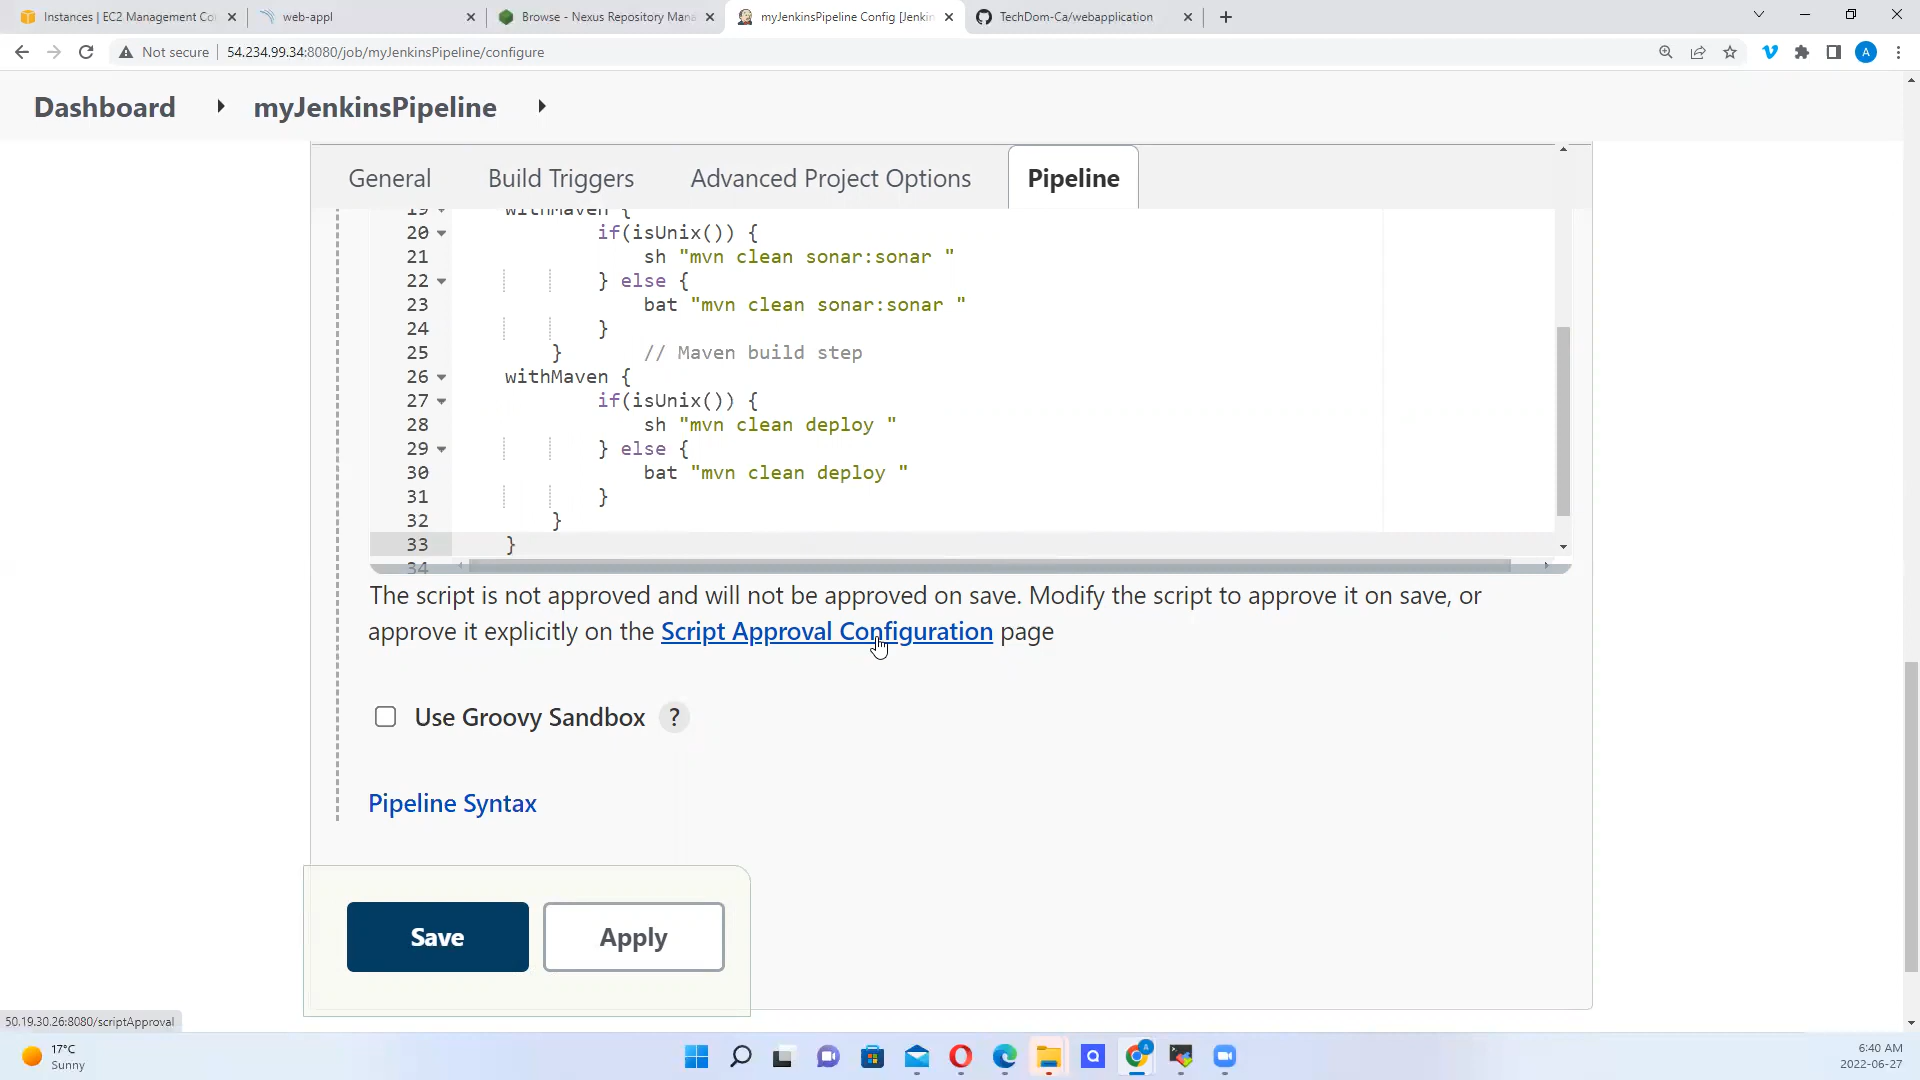 Instances | EC2 Management Co
web-appl
Browse - Nexus Repository Mana
myJenkinsPipeline Config [Jenkin
TechDom-Ca/webapplication
Not secure
54.234.99.34:8080/job/myJenkinsPipeline/configure
A
Dashboard
myJenkinsPipeline
General
Build Triggers
Advanced Project Options
Pipeline
19 withMaven {
20 if(isUnix()) {
21 sh "mvn clean sonar:sonar "
22 } else {
23 bat "mvn clean sonar:sonar "
24 }
25 } // Maven build step
26 withMaven {
27 if(isUnix()) {
28 sh "mvn clean deploy "
29 } else {
30 bat "mvn clean deploy "
31 }
32 }
33 }
34
The script is not approved and will not be approved on save. Modify the script to approve it on save, or
approve it explicitly on the Script Approval Configuration page
Use Groovy Sandbox ?
Pipeline Syntax
Save
Apply
50.19.30.26:8080/scriptApproval
17°C
Sunny
6:40 AM
2022-06-27